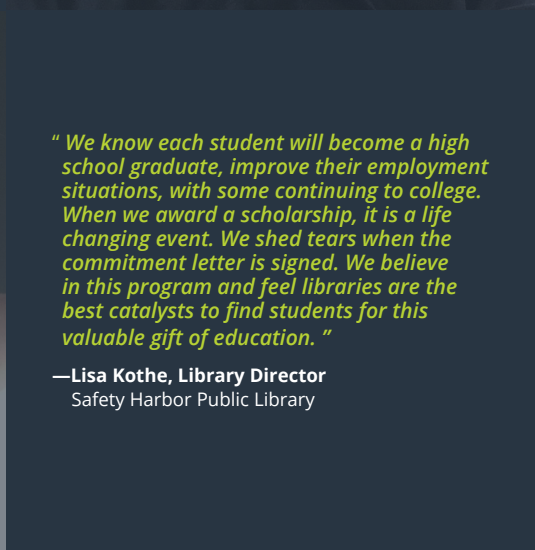 “ We know each student will become a high
school graduate, improve their employment
situations, with some continuing to college.
When we award a scholarship, it is a life
changing event. We shed tears when the
commitment letter is signed. We believe
in this program and feel libraries are the
best catalysts to find students for this
valuable gift of education. ”
—Lisa Kothe, Library Director
Safety Harbor Public Library